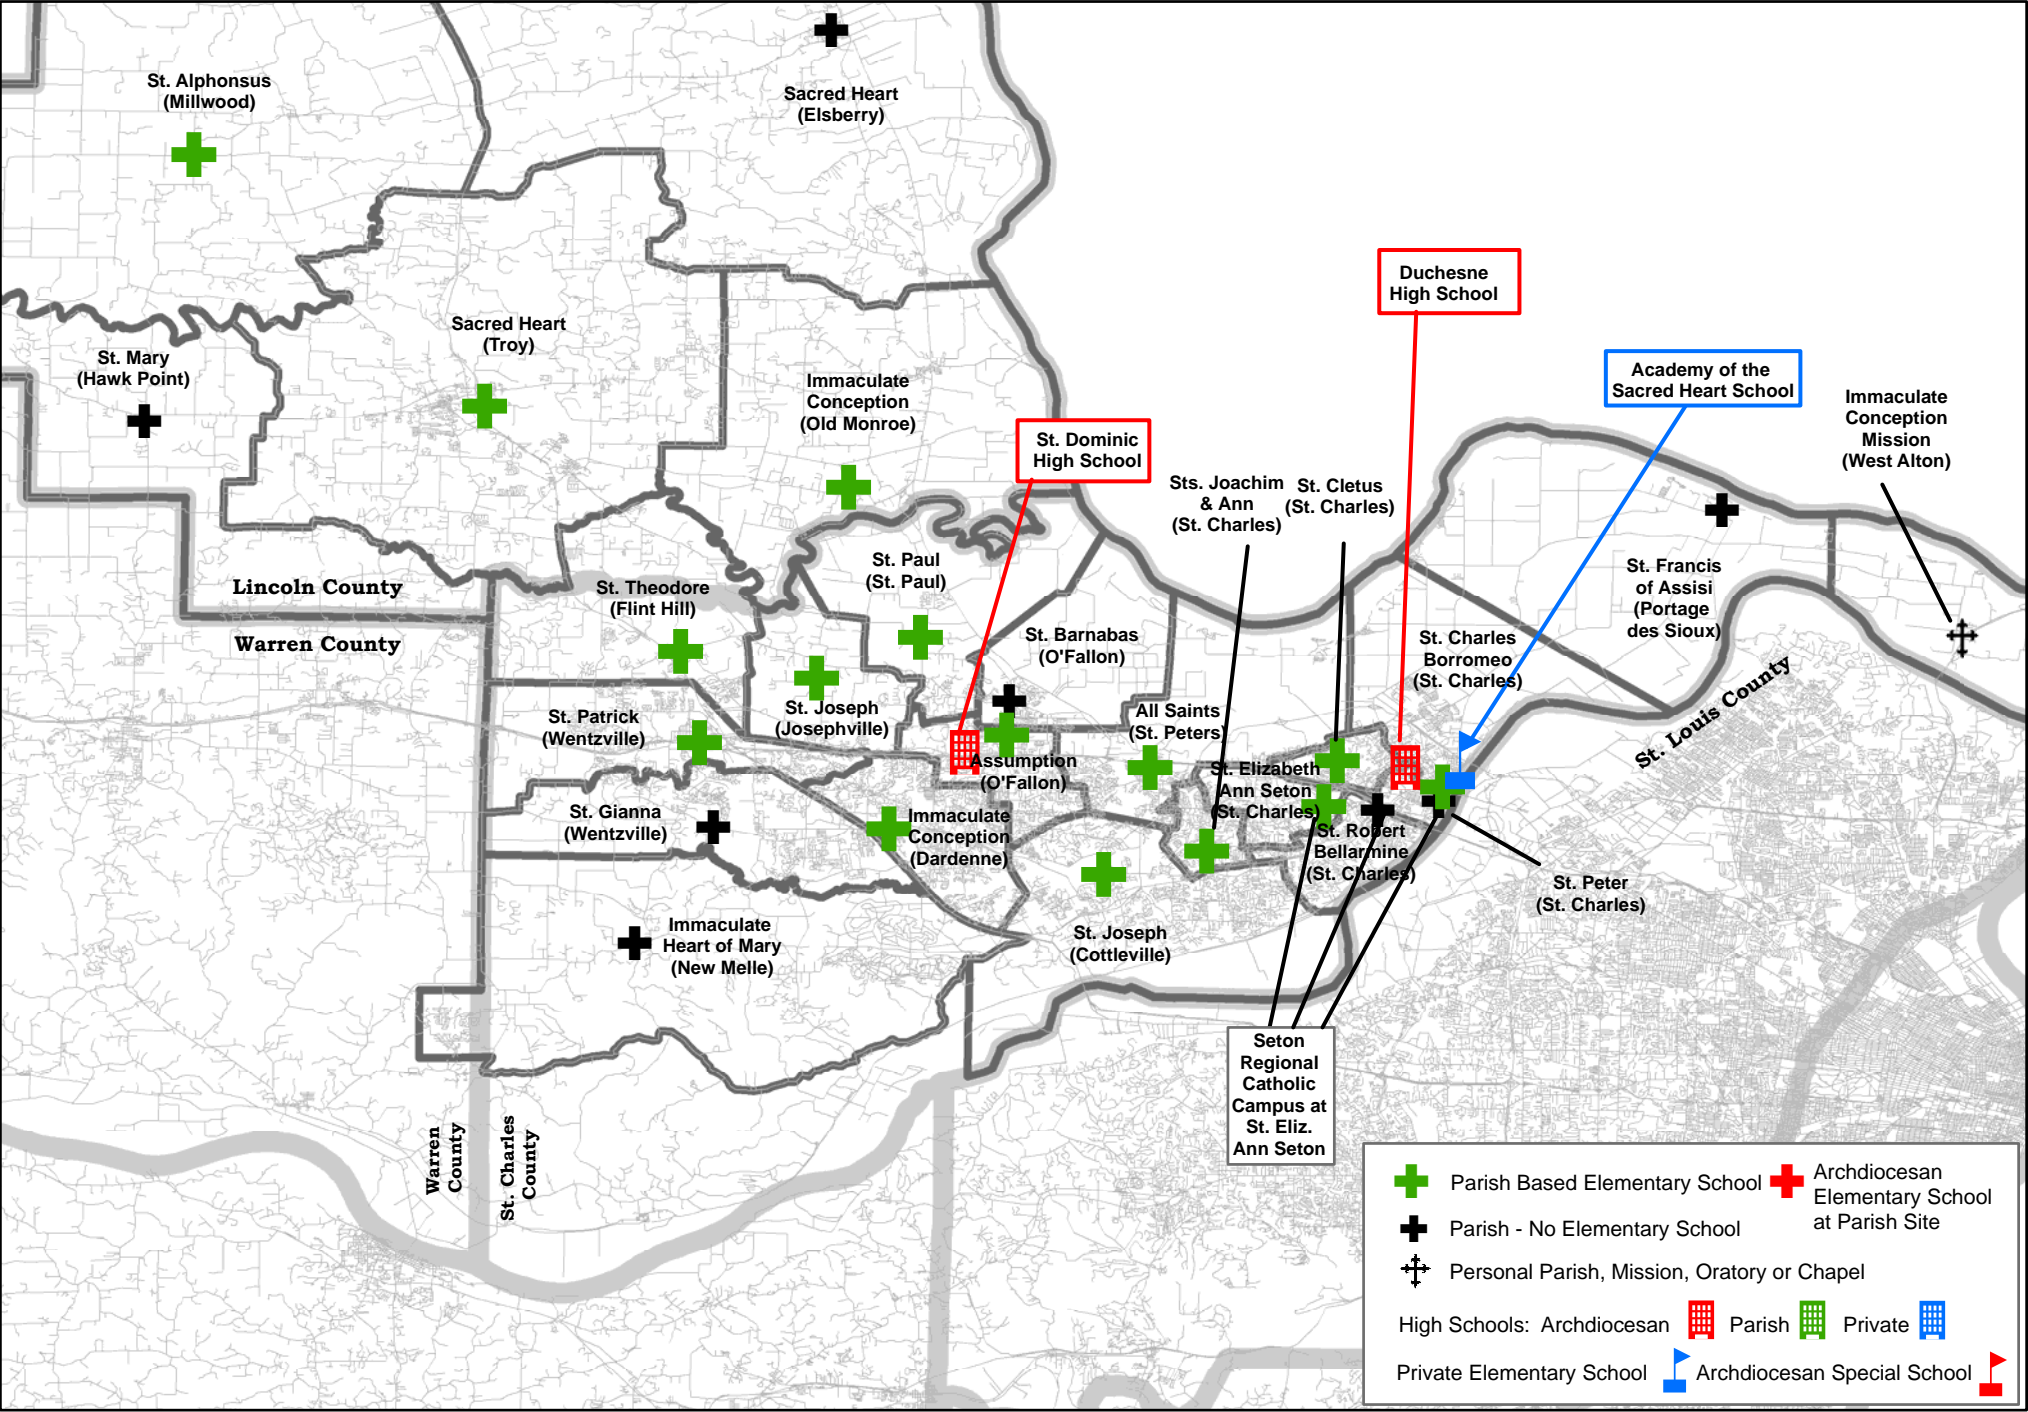 St. Alphonsus
(Millwood)
Sacred Heart
(Elsberry)
Duchesne
High School
Sacred Heart
(Troy)
St. Mary
(Hawk Point)
Academy of the
Sacred Heart School
Immaculate
Conception
(Old Monroe)
Immaculate
Conception
Mission
(West Alton)
St. Dominic
High School
Sts. Joachim
& Ann
(St. Charles)
St. Cletus
(St. Charles)
St. Paul
(St. Paul)
St. Francis
of Assisi
(Portage
des Sioux)
Lincoln County
St. Theodore
(Flint Hill)
Warren County
St. Barnabas
(O'Fallon)
St. Charles
Borromeo
(St. Charles)
St. Louis County
St. Patrick
(Wentzville)
St. Joseph
(Josephville)
All Saints
(St. Peters)
Assumption
(O'Fallon)
St. Elizabeth
Ann Seton
(St. Charles)
St. Gianna
(Wentzville)
Immaculate
Conception
(Dardenne)
St. Robert
Bellarmine
(St. Charles)
St. Peter
(St. Charles)
Immaculate
Heart of Mary
(New Melle)
St. Joseph
(Cottleville)
Seton
Regional
Catholic
Campus at
St. Eliz.
Ann Seton
Warren
County
St. Charles
County
Parish Based Elementary School
Archdiocesan
Elementary School
at Parish Site
Parish - No Elementary School
Personal Parish, Mission, Oratory or Chapel
High Schools: Archdiocesan Parish Private
Private Elementary School Archdiocesan Special School